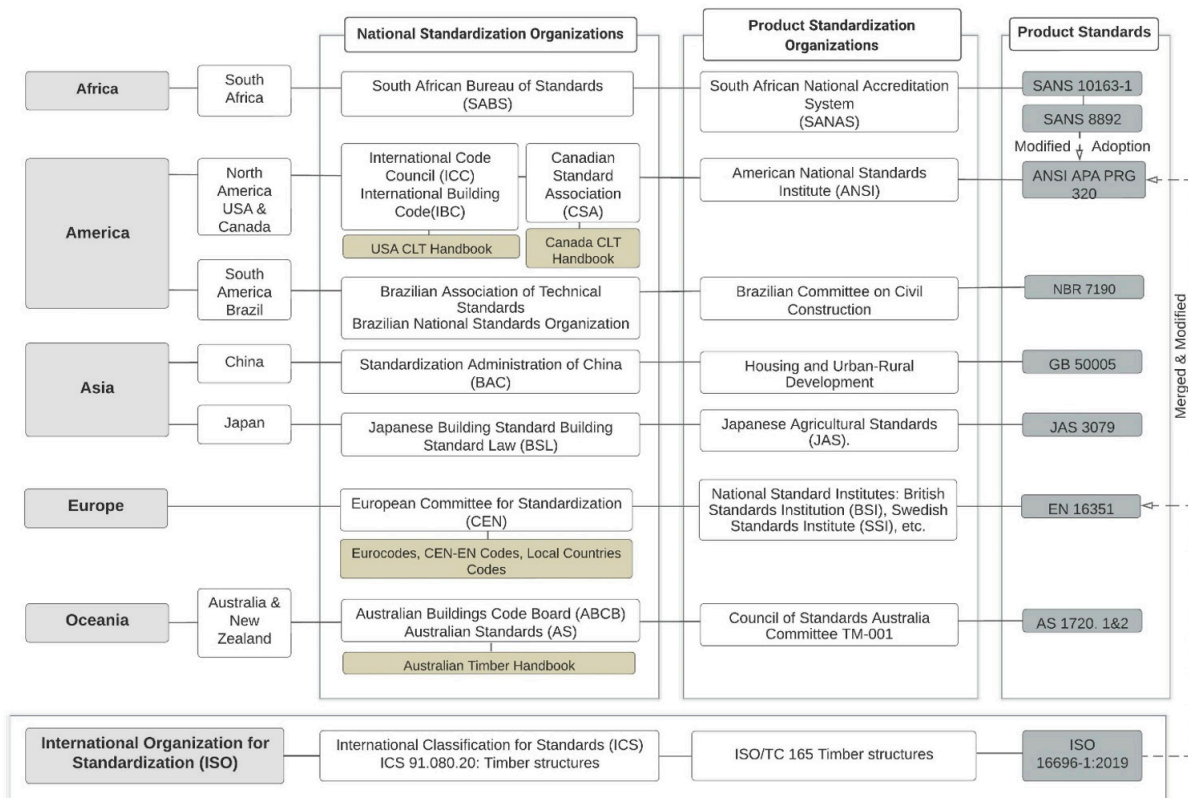 National Standardization Organizations
Product Standardization
Organizations
Product Standards
Africa
South
Africa
South African Bureau of Standards
(SABS)
South African National Accreditation
System
(SANAS)
SANS 10163-1
SANS 8892
Modified
Adoption
America
North
America
USA &
Canada
International Code
Council (ICC)
International Building
Code(IBC)
Canadian
Standard
Association
(CSA)
American National Standards
Institute (ANSI)
ANSI APA PRG
320
USA CLT Handbook
Canada CLT
Handbook
South
America
Brazil
Brazilian Association of Technical
Standards
Brazilian National Standards Organization
Brazilian Committee on Civil
Construction
NBR 7190
Merged & Modified
Asia
China
Standardization Administration of China
(BAC)
Housing and Urban-Rural
Development
GB 50005
Japan
Japanese Building Standard Building
Standard Law (BSL)
Japanese Agricultural Standards
(JAS).
JAS 3079
Europe
European Committee for Standardization
(CEN)
National Standard Institutes: British
Standards Institution (BSI), Swedish
Standards Institute (SSI), etc.
EN 16351
Eurocodes, CEN-EN Codes, Local Countries
Codes
Oceania
Australia &
New
Zealand
Australian Buildings Code Board (ABCB)
Australian Standards (AS)
Council of Standards Australia
Committee TM-001
AS 1720. 1&2
Australian Timber Handbook
International Organization for
Standardization (ISO)
International Classification for Standards (ICS)
ICS 91.080.20: Timber structures
ISO/TC 165 Timber structures
ISO
16696-1:2019